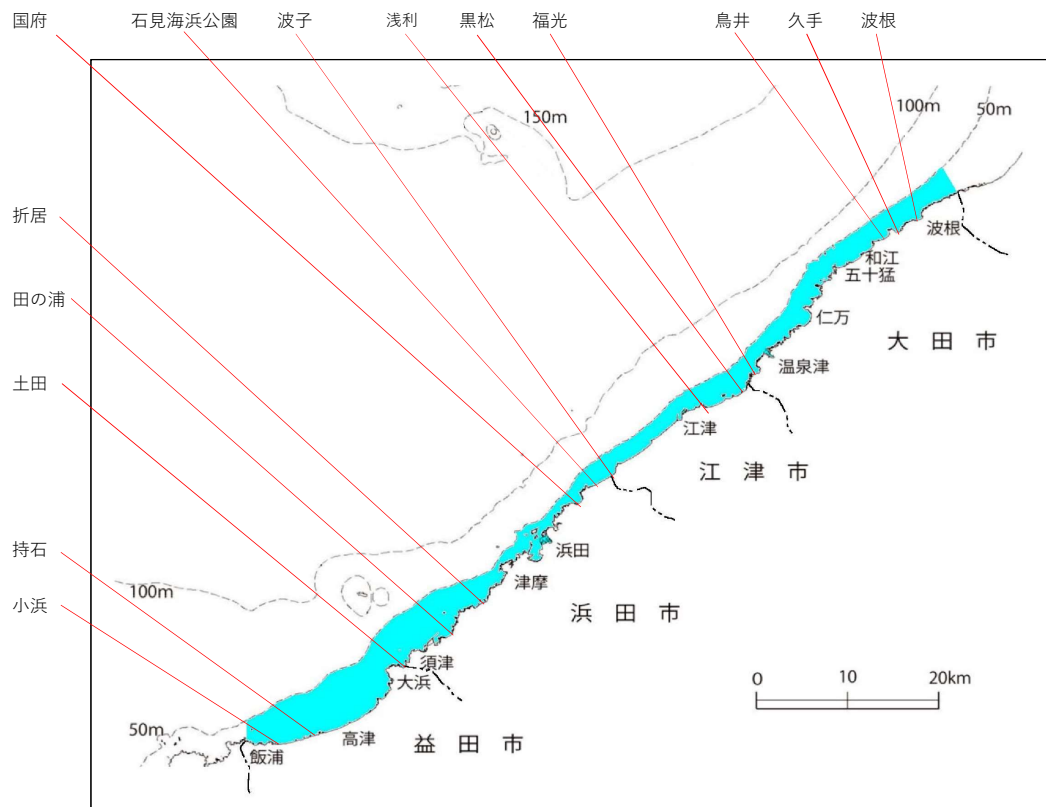 国府 石見海浜公園 波子 浅利 黒松 福光 鳥井 久手 波根
150m 100m 50m
折居
波根
和江
五十猛
田の浦
仁万
大田市
温泉津
土田
江津
江津市
持石
浜田
津摩
100m
小浜
浜田市
須津
大浜
0 10 20km
50m
高津
益田市
飯浦